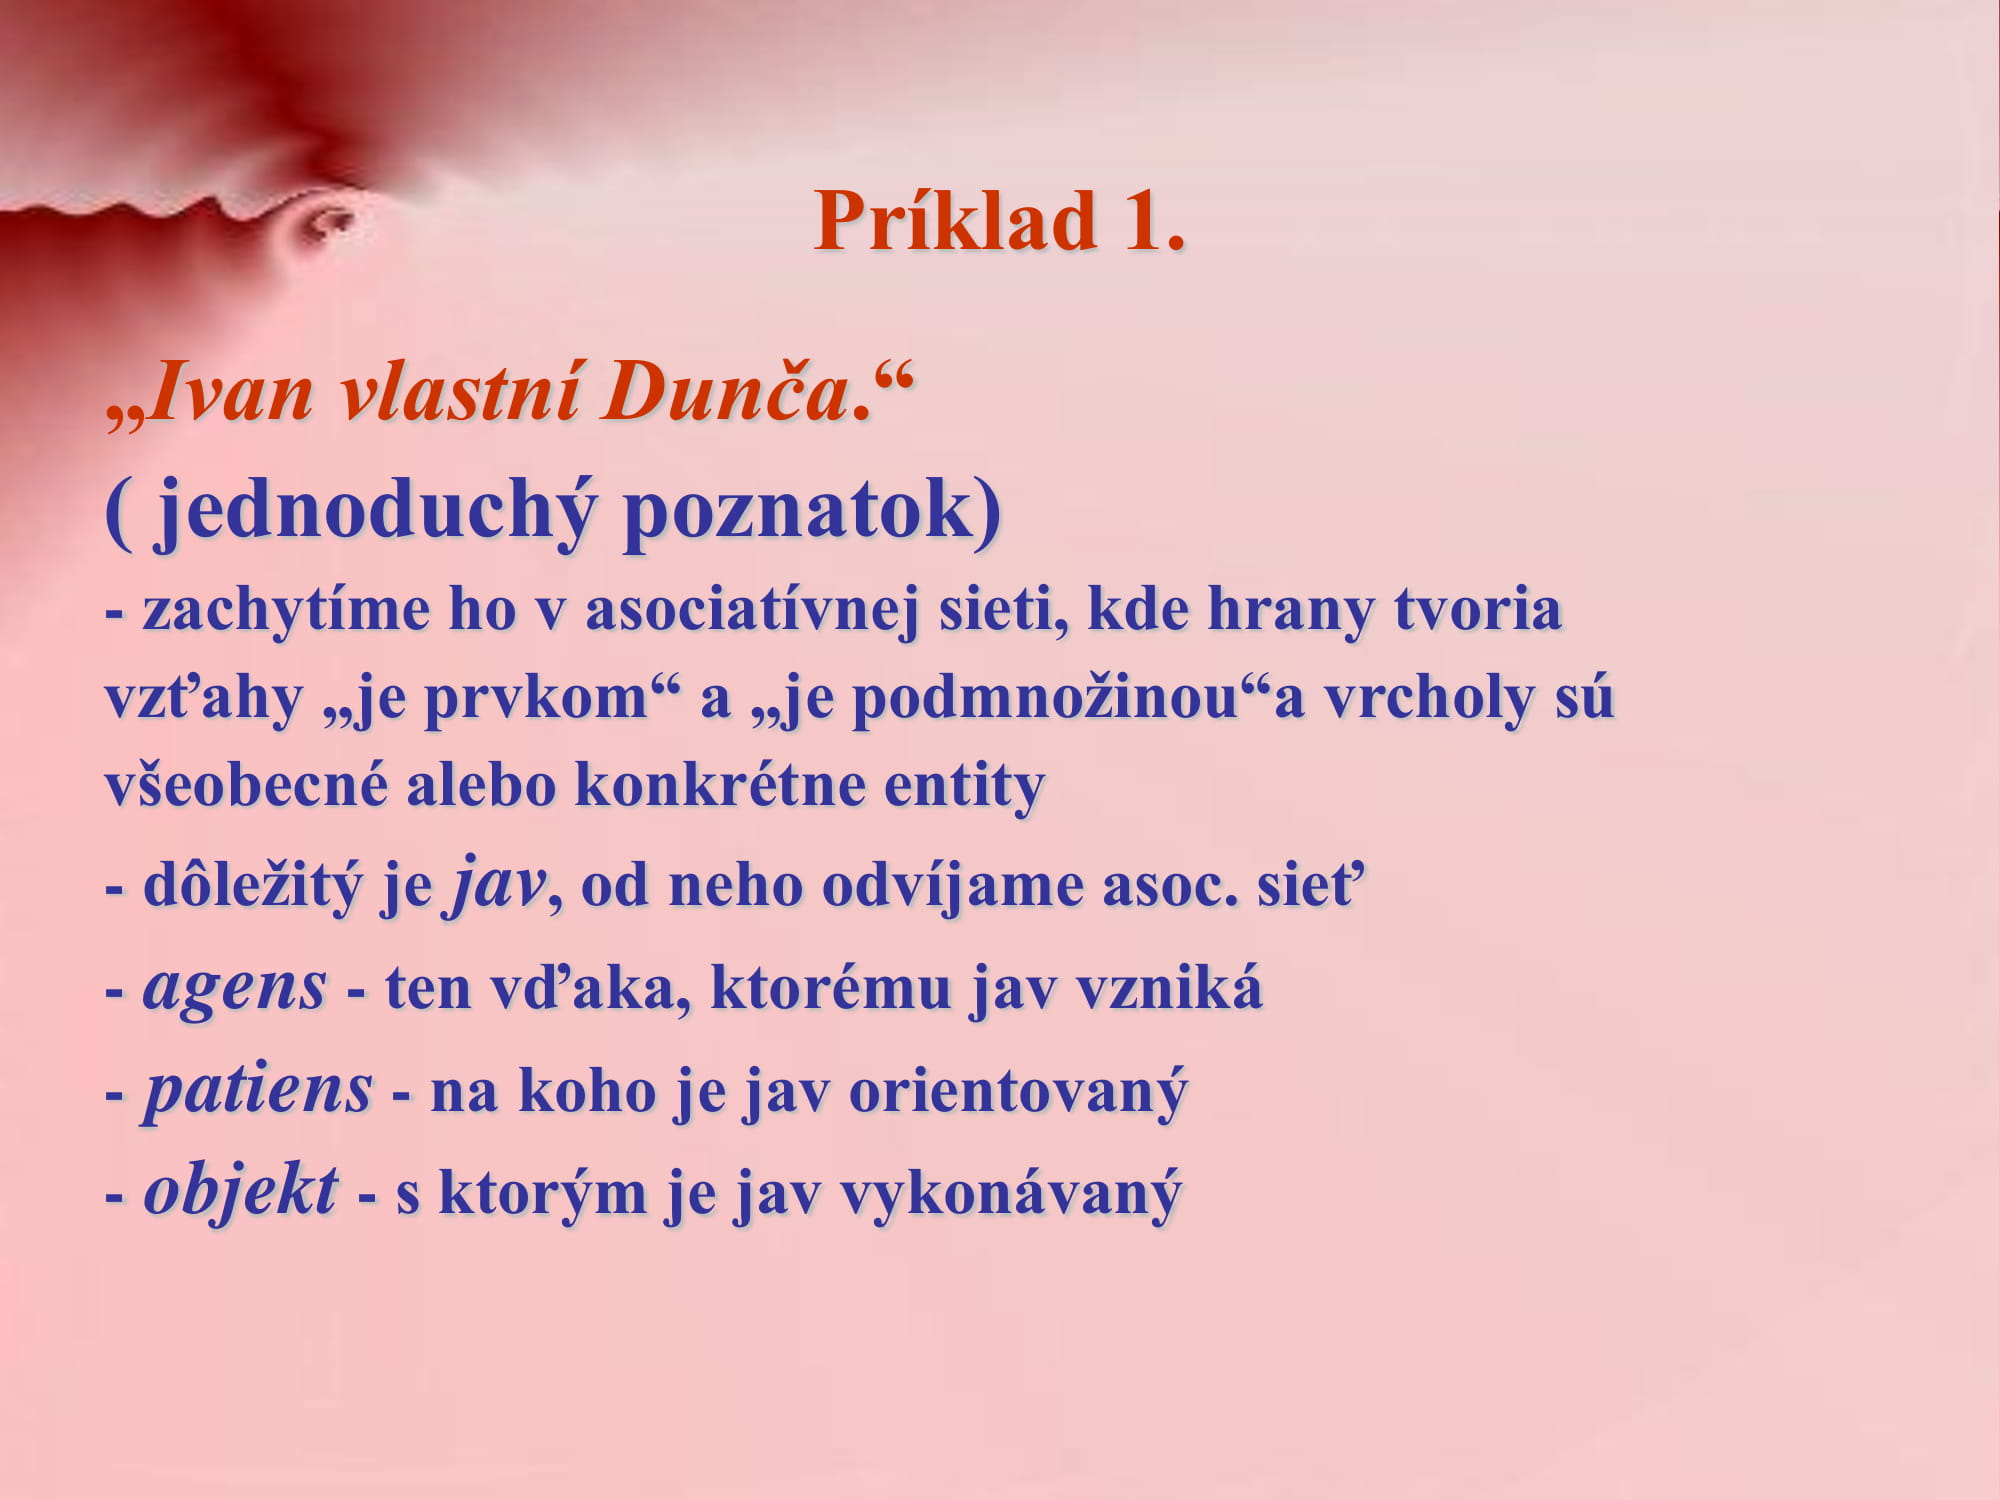 Príklad 1.
„Ivan vlastní Dunča.“
( jednoduchý poznatok)
- zachytíme ho v asociatívnej sieti, kde hrany tvoria
vzťahy „je prvkom“ a „je podmnožinou“a vrcholy sú
všeobecné alebo konkrétne entity
- dôležitý je jav, od neho odvíjame asoc. sieť
- agens - ten vďaka, ktorému jav vzniká
- patiens - na koho je jav orientovaný
- objekt - s ktorým je jav vykonávaný